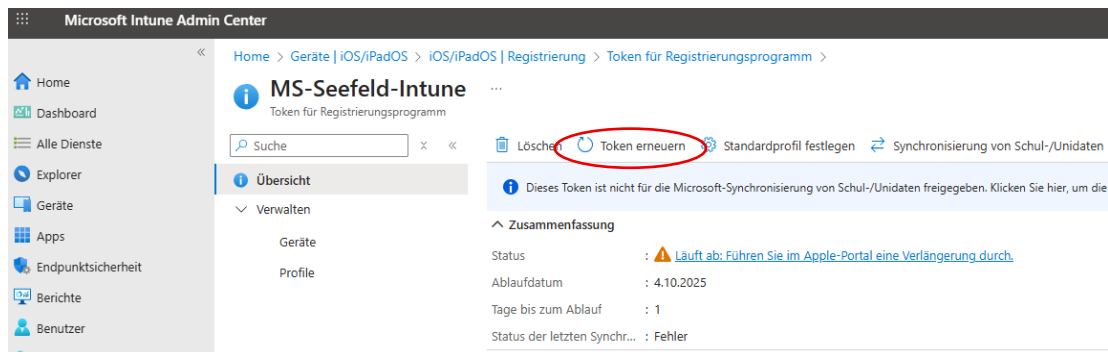 Microsoft Intune Admin Center
Home > Geräte | iOS/iPadOS > iOS/iPadOS | Registrierung > Token für Registrierungsprogramm >
MS-Seefeld-Intune ...
Token für Registrierungsprogramm
Home
Dashboard
Alle Dienste
Explorer
Geräte
Apps
Endpunktsicherheit
Berichte
Benutzer
Suche
Übersicht
Verwalten
Geräte
Profile
Löschen Token erneuern Standardprofil festlegen Synchronisierung von Schul-/Unidaten
Dieses Token ist nicht für die Microsoft-Synchronisierung von Schul-/Unidaten freigegeben. Klicken Sie hier, um die
Zusammenfassung
Status : Läuft ab: Führen Sie im Apple-Portal eine Verlängerung durch.
Ablaufdatum : 4.10.2025
Tage bis zum Ablauf : 1
Status der letzten Synchr... : Fehler